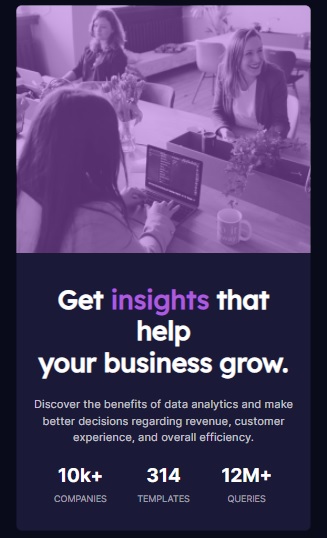 Get insights that
help
your business grow.
Discover the benefits of data analytics and make
better decisions regarding revenue, customer
experience, and overall efficiency.
10k+ 314 12M+
COMPANIES TEMPLATES QUERIES